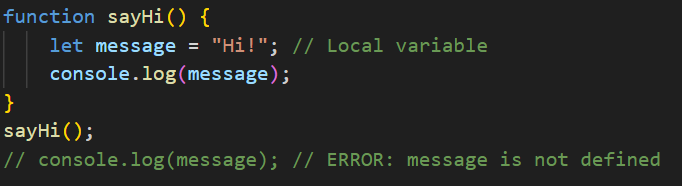 function sayHi() {
    let message = "Hi!"; // Local variable
    console.log(message);
}
sayHi();
// console.log(message); // ERROR: message is not defined